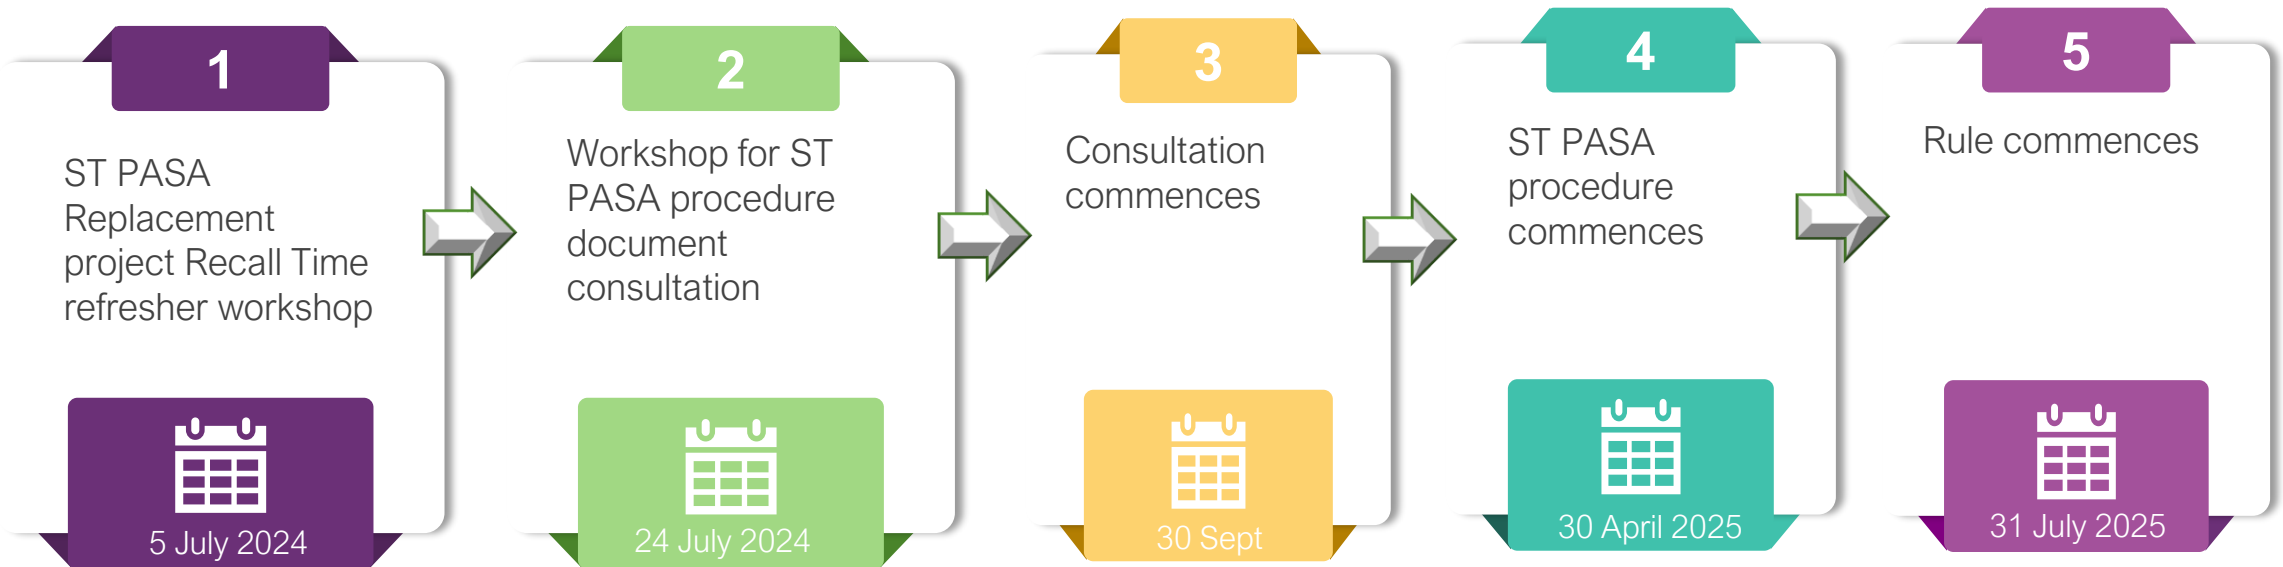 1
ST PASA
Replacement
project Recall Time
refresher workshop
5 July 2024
2
Workshop for ST
PASA procedure
document
consultation
24 July 2024
3
Consultation
commences
30 Sept
4
ST PASA
procedure
commences
30 April 2025
5
Rule commences
31 July 2025